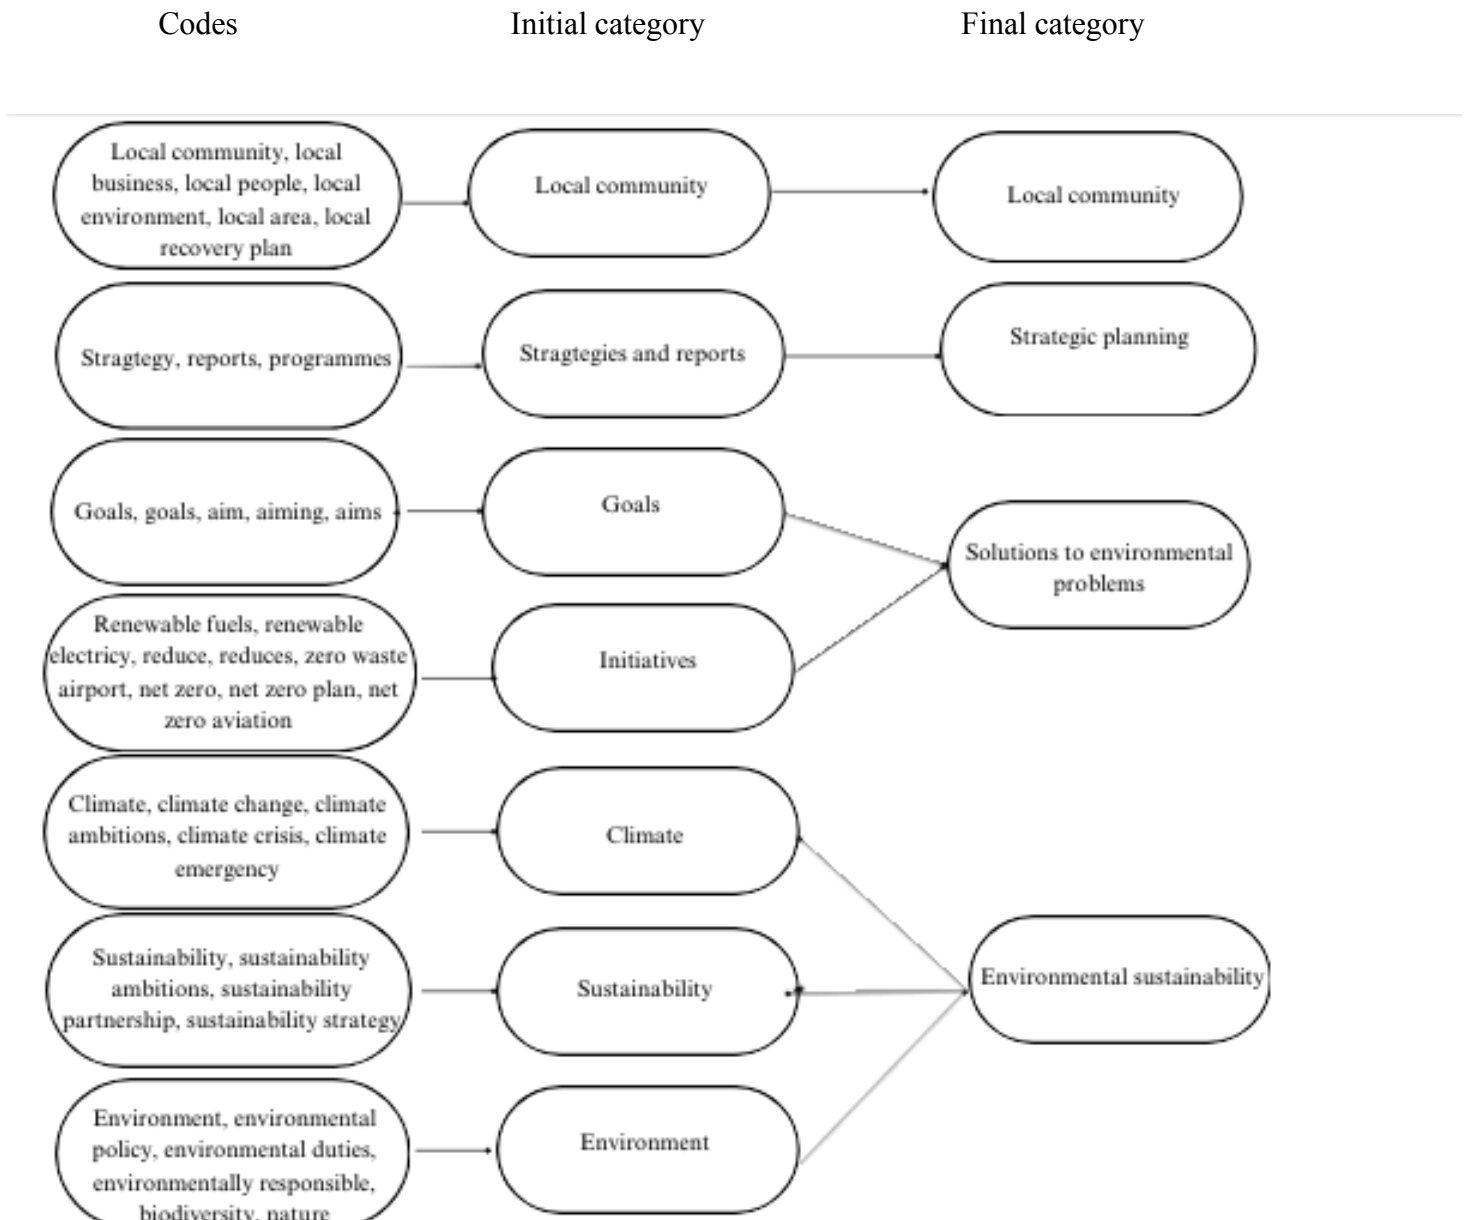 Codes Initial category Final category
Local community, local
business, local people, local
environment, local area, local
recovery plan
Local community
Local community
Stragtegy, reports, programmes
Stragtegies and reports
Strategic planning
Goals, goals, aim, aiming, aims
Goals
Solutions to environmental
problems
Renewable fuels, renewable
electricy, reduce, reduces, zero waste
airport, net zero, net zero plan, net
zero aviation
Initiatives
Climate, climate change, climate
ambitions, climate crisis, climate
emergency
Climate
Sustainability, sustainability
ambitions, sustainability
partnership, sustainability strategy
Sustainability
Environmental sustainability
Environment, environmental
policy, environmental duties,
environmentally responsible,
biodiversity, nature
Environment